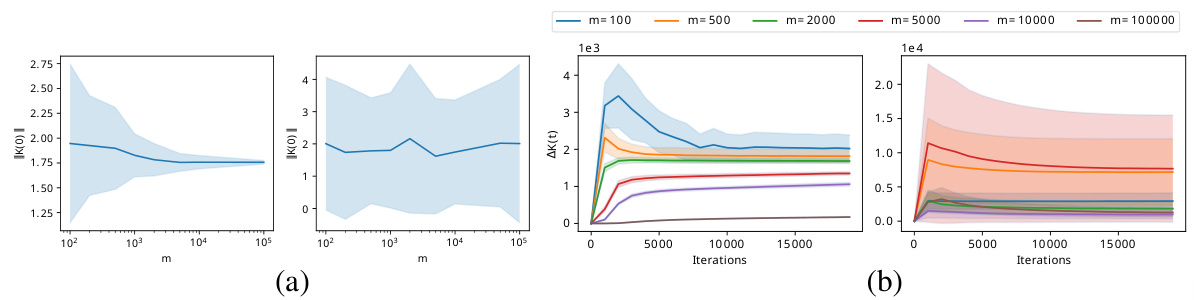 m= 100 m= 500 m= 2000 m= 5000 m= 10000 m= 100000
2.75
2.50
2.25
2.00
1.75
1.50
1.25
‖K(0) ‖
10² 10³ 10⁴ 10⁵
m
4
3
2
1
0
‖K(0) ‖
10² 10³ 10⁴ 10⁵
m
(a)
1e3
4
3
2
1
0
ΔK(t)
0 5000 10000 15000
Iterations
1e4
2.0
1.5
1.0
0.5
0.0
0 5000 10000 15000
Iterations
(b)